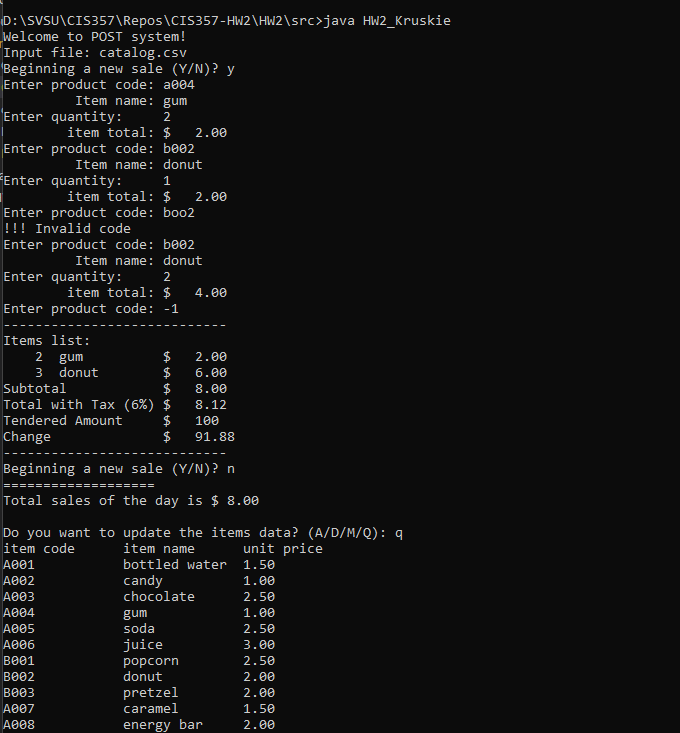 D:\SVSU\CIS357\Repos\CIS357-HW2\HW2\src>java HW2_Kruskie
Welcome to POST system!
Input file: catalog.csv
Beginning a new sale (Y/N)? y
Enter product code: a004
         Item name: gum
Enter quantity:     2
        item total: $   2.00
Enter product code: b002
         Item name: donut
Enter quantity:     1
        item total: $   2.00
Enter product code: boo2
!!! Invalid code
Enter product code: b002
         Item name: donut
Enter quantity:     2
        item total: $   4.00
Enter product code: -1
----------------------------
Items list:
    2  gum          $   2.00
    3  donut        $   6.00
Subtotal            $   8.00
Total with Tax (6%) $   8.12
Tendered Amount     $   100
Change              $   91.88
----------------------------
Beginning a new sale (Y/N)? n
===================
Total sales of the day is $ 8.00

Do you want to update the items data? (A/D/M/Q): q
item code      item name      unit price
A001           bottled water  1.50
A002           candy          1.00
A003           chocolate      2.50
A004           gum            1.00
A005           soda           2.50
A006           juice          3.00
B001           popcorn        2.50
B002           donut          2.00
B003           pretzel        2.00
A007           caramel        1.50
A008           energy bar     2.00